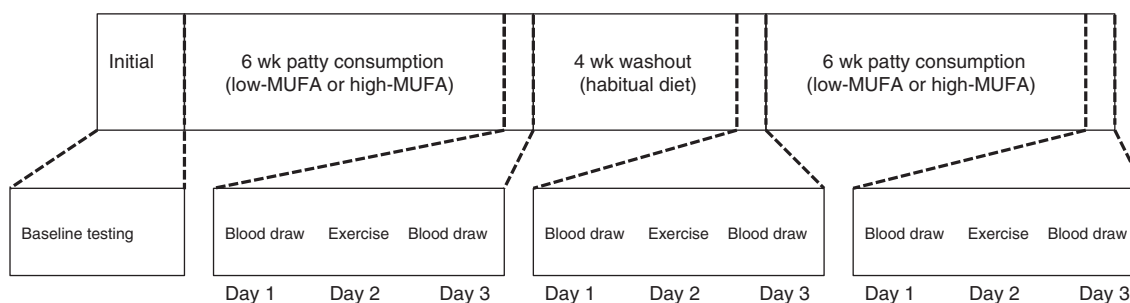 Initial
6 wk patty consumption
(low-MUFA or high-MUFA)
4 wk washout
(habitual diet)
6 wk patty consumption
(low-MUFA or high-MUFA)
Baseline testing
Blood draw Exercise Blood draw
Blood draw Exercise Blood draw
Blood draw Exercise Blood draw
Day 1 Day 2 Day 3
Day 1 Day 2 Day 3
Day 1 Day 2 Day 3